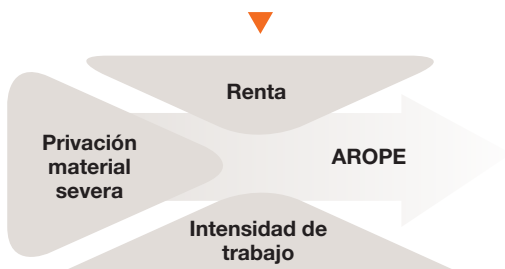 Renta
Privación
material
severa
AROPE
Intensidad de
trabajo